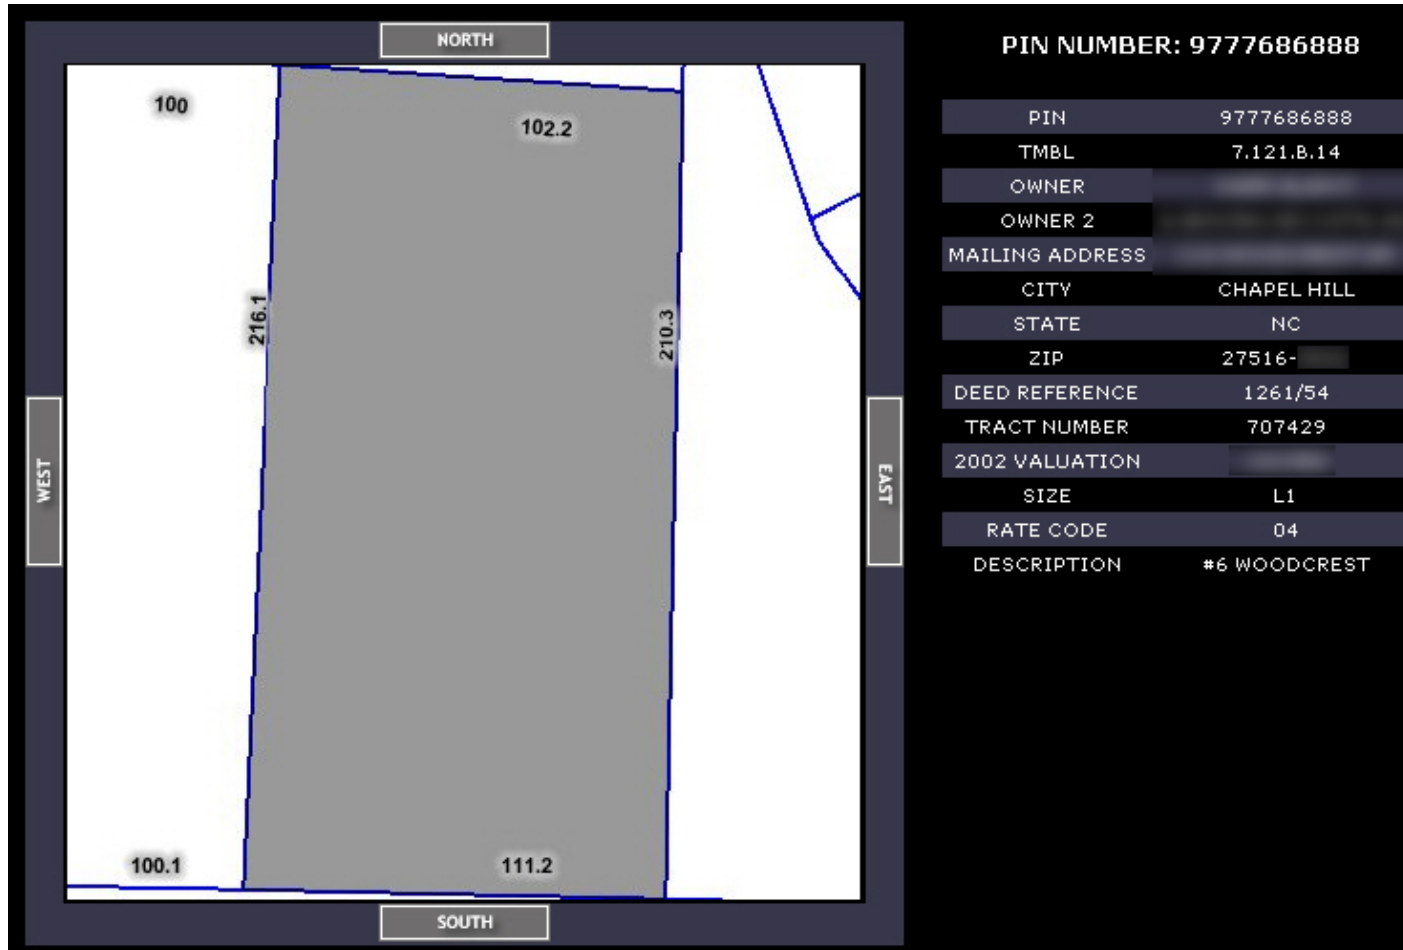 NORTH
100
102.2
216.1
210.3
WEST
EAST
100.1
111.2
SOUTH
PIN NUMBER: 9777686888
PIN 9777686888
TMBL 7.121.B.14
OWNER
OWNER 2
MAILING ADDRESS
CITY CHAPEL HILL
STATE NC
ZIP 27516-
DEED REFERENCE 1261/54
TRACT NUMBER 707429
2002 VALUATION
SIZE L1
RATE CODE 04
DESCRIPTION #6 WOODCREST